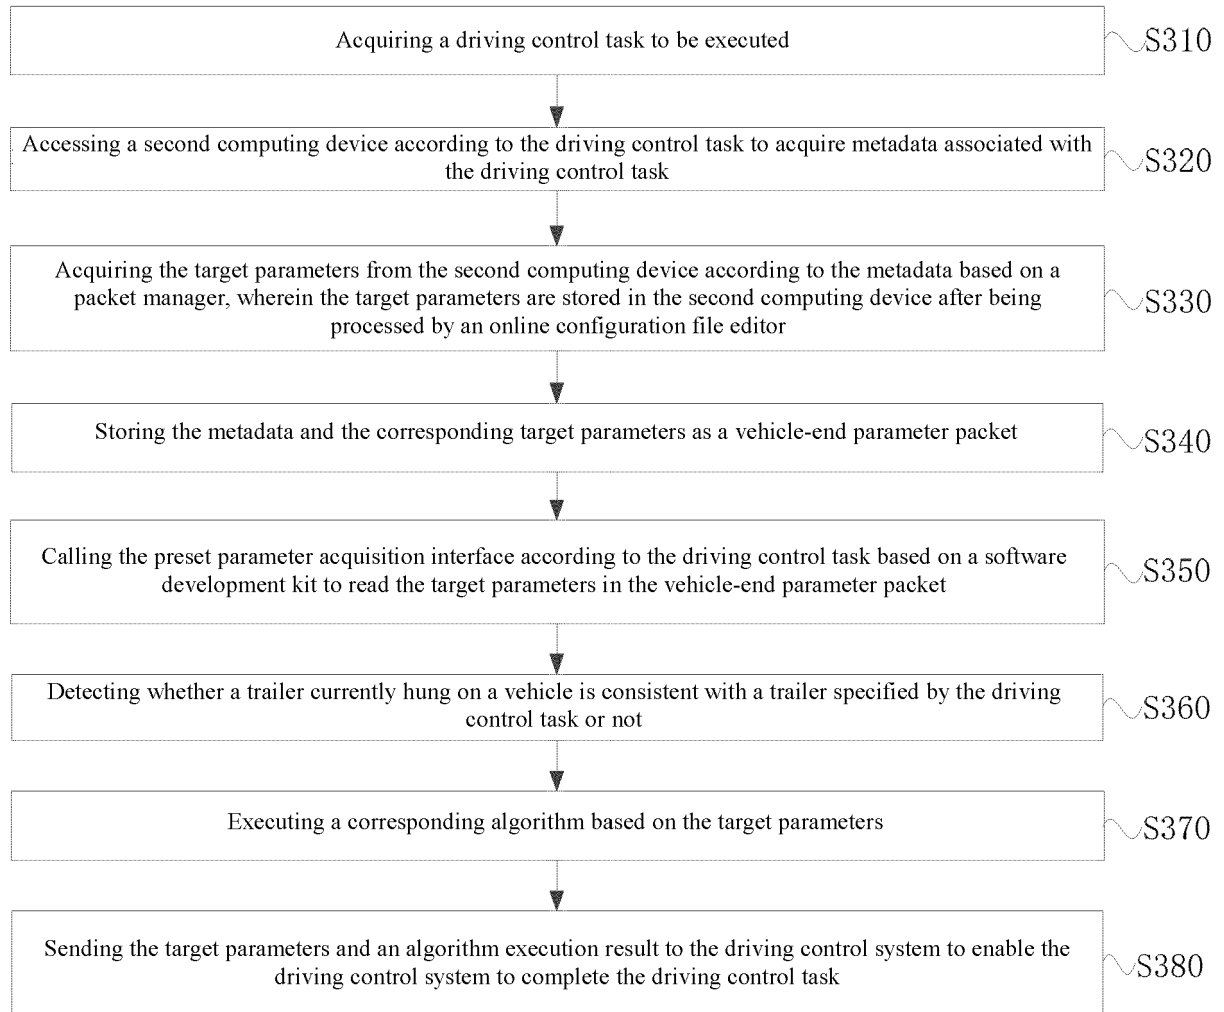 Acquiring a driving control task to be executed
S310
Accessing a second computing device according to the driving control task to acquire metadata associated with
the driving control task
S320
Acquiring the target parameters from the second computing device according to the metadata based on a
packet manager, wherein the target parameters are stored in the second computing device after being
processed by an online configuration file editor
S330
Storing the metadata and the corresponding target parameters as a vehicle-end parameter packet
S340
Calling the preset parameter acquisition interface according to the driving control task based on a software
development kit to read the target parameters in the vehicle-end parameter packet
S350
Detecting whether a trailer currently hung on a vehicle is consistent with a trailer specified by the driving
control task or not
S360
Executing a corresponding algorithm based on the target parameters
S370
Sending the target parameters and an algorithm execution result to the driving control system to enable the
driving control system to complete the driving control task
S380